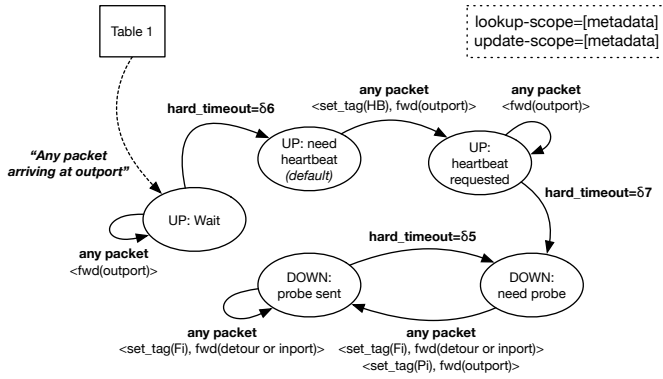 Table 1
lookup-scope=[metadata]
update-scope=[metadata]
any packet
<set_tag(HB), fwd(outport)>
any packet
<fwd(outport)>
hard_timeout=δ6
"Any packet
arriving at outport"
UP: need
heartbeat
(default)
UP:
heartbeat
requested
UP: Wait
hard_timeout=δ7
any packet
<fwd(outport)>
hard_timeout=δ5
DOWN:
probe sent
DOWN:
need probe
any packet
<set_tag(Fi), fwd(detour or inport)>
any packet
<set_tag(Fi), fwd(detour or inport)>
<set_tag(Pi), fwd(outport)>